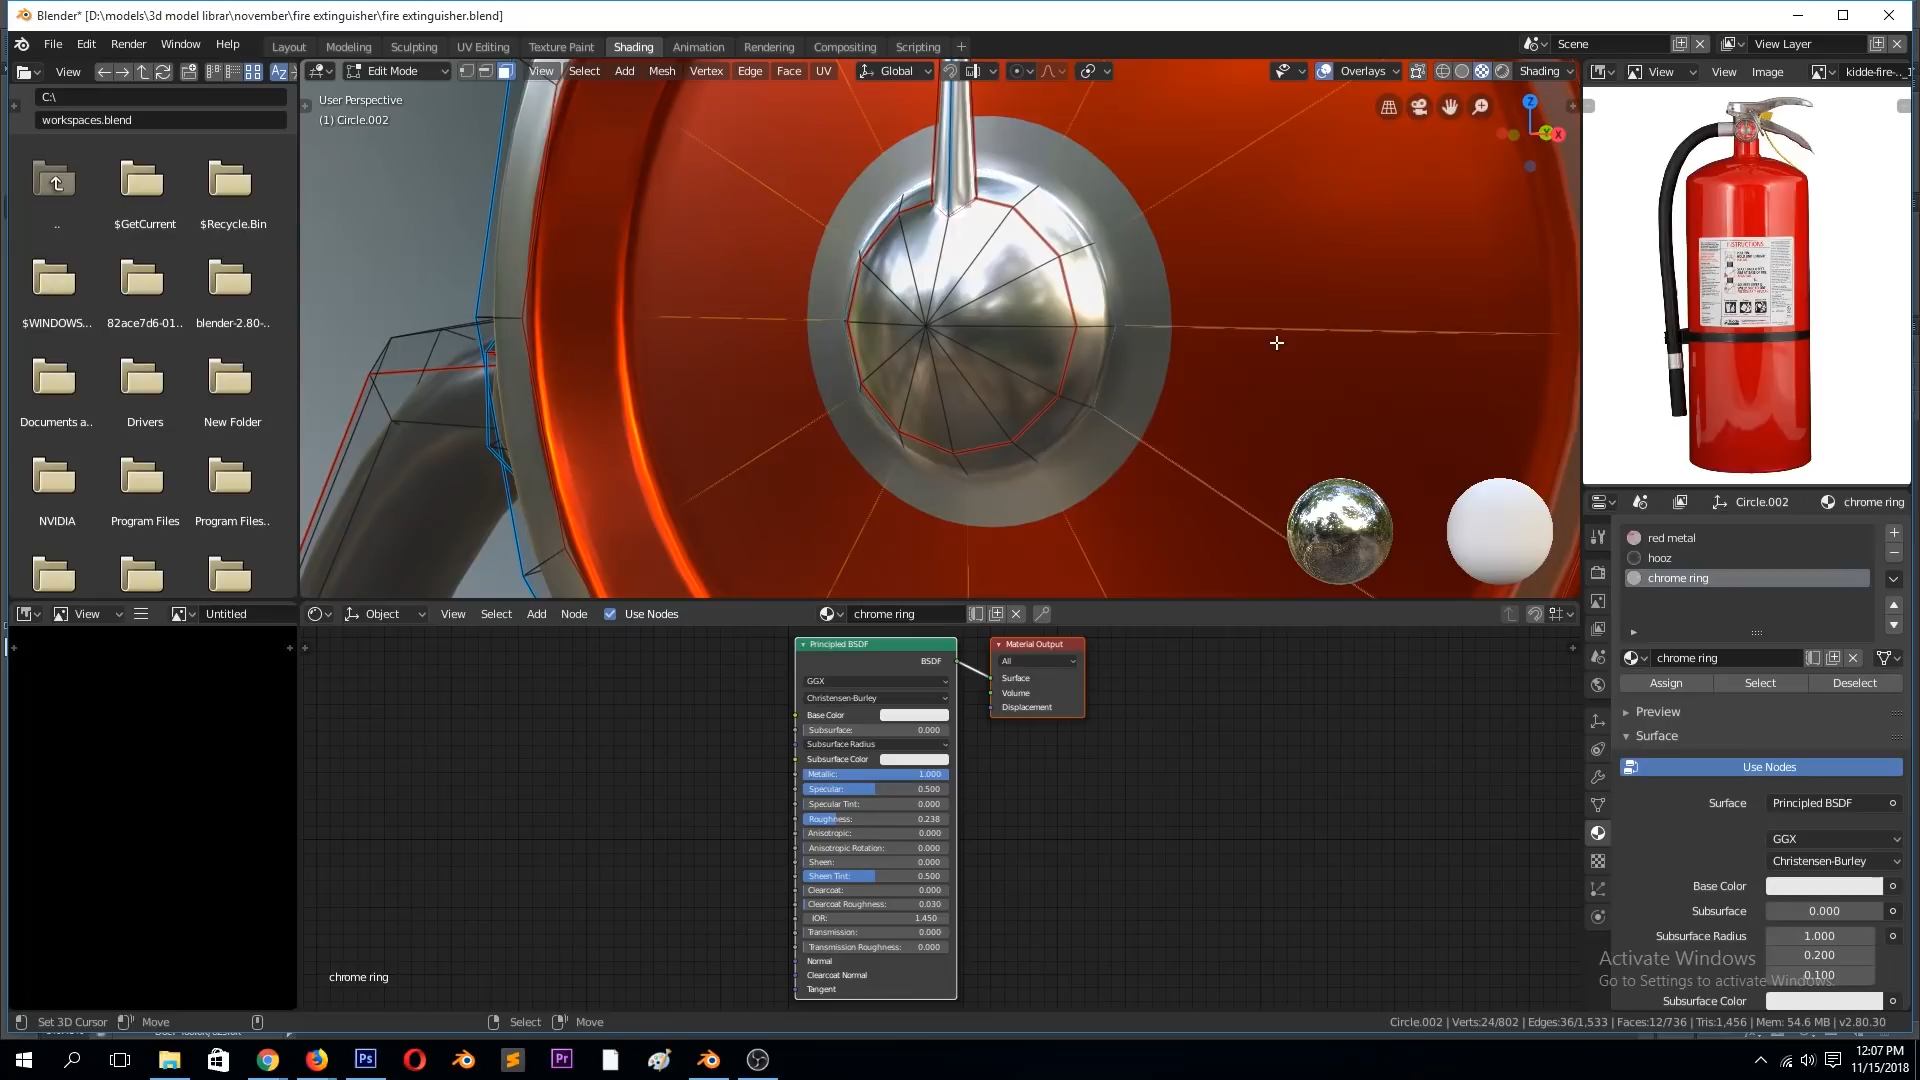 Blender* [D:\models\3d model librar\november\fire extinguisher\fire extinguisher.blend]
File Edit Render Window Help
Layout Modeling Sculpting UV Editing Texture Paint Shading Animation Rendering Compositing Scripting
Scene View Layer
View
Edit Mode View Select Add Mesh Vertex Edge Face UV Global Overlays Shading
View View Image kidde-fire-..
C:\
workspaces.blend
User Perspective
(1) Circle.002
..
$GetCurrent
$Recycle.Bin
$WINDOWS...
82ace7d6-01..
blender-2.80-..
Documents a..
Drivers
New Folder
NVIDIA
Program Files
Program Files..
INSTRUCTIONS
Circle.002 chrome ring
red metal
hooz
chrome ring
View Untitled
Object View Select Add Node Use Nodes chrome ring
Principled BSDF
BSDF
GGX
Christensen-Burley
Base Color
Subsurface: 0.000
Subsurface Radius
Subsurface Color
Metallic: 1.000
Specular: 0.500
Specular Tint: 0.000
Roughness: 0.238
Anisotropic: 0.000
Anisotropic Rotation: 0.000
Sheen: 0.000
Sheen Tint: 0.500
Clearcoat: 0.000
Clearcoat Roughness: 0.030
IOR: 1.450
Transmission: 0.000
Transmission Roughness: 0.000
Normal
Clearcoat Normal
Tangent
Material Output
All
Surface
Volume
Displacement
chrome ring
chrome ring
Assign Select Deselect
Preview
Surface
Use Nodes
Surface Principled BSDF
GGX
Christensen-Burley
Base Color
Subsurface 0.000
Subsurface Radius 1.000
0.200
0.100
Subsurface Color
Activate Windows
Go to Settings to activate Windows.
Set 3D Cursor Move Select Move
Circle.002 | Verts:24/802 | Edges:36/1,533 | Faces:12/736 | Tris:1,456 | Mem: 54.6 MB | v2.80.30
12:07 PM
11/15/2018